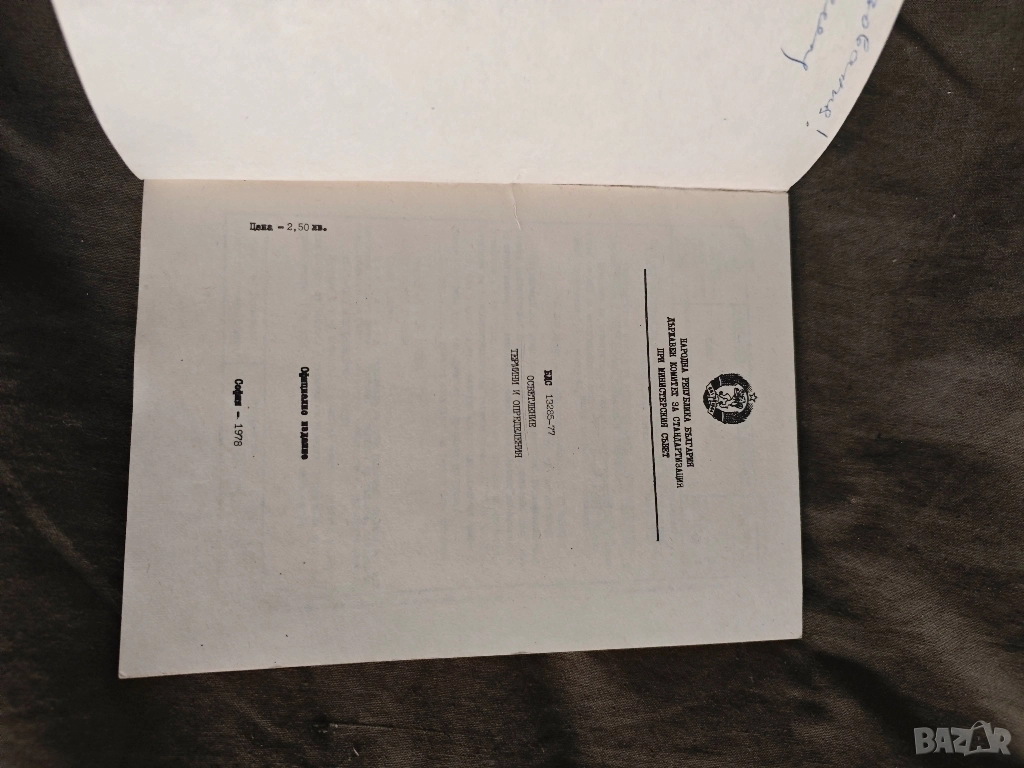 НАРОДНА РЕПУБЛИКА БЪЛГАРИЯ
ДЪРЖАВЕН КОМИТЕТ ЗА СТАНДАРТИЗАЦИЯ
ПРИ МИНИСТЕРСКИЯ СЪВЕТ
БДС 13285-77
ОСВЕТЛЕНИЕ
ТЕРМИНИ И ОПРЕДЕЛЕНИЯ
Официално издание
София - 1978
Цена - 2,50 лв.
BAZAR